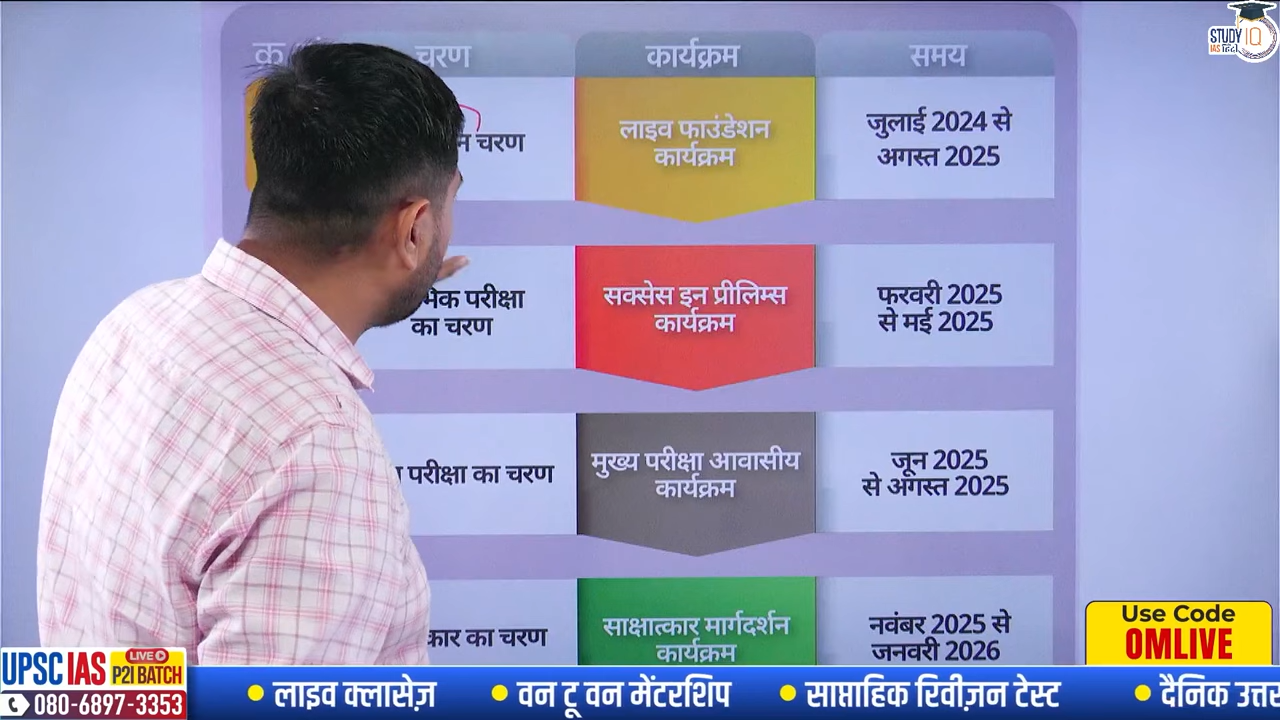 STUDY IQ
IAS हिंदी
चरण
कार्यक्रम
समय
चरण
लाइव फाउंडेशन
कार्यक्रम
जुलाई 2024 से
अगस्त 2025
परीक्षा
का चरण
सक्सेस इन प्रीलिम्स
कार्यक्रम
फरवरी 2025
से मई 2025
परीक्षा का चरण
मुख्य परीक्षा आवासीय
कार्यक्रम
जून 2025
से अगस्त 2025
का चरण
साक्षात्कार मार्गदर्शन
कार्यक्रम
नवंबर 2025 से
जनवरी 2026
Use Code
OMLIVE
UPSC IAS
LIVE
P2I BATCH
080-6897-3353
• लाइव क्लासेज़ • वन टू वन मेंटरशिप • साप्ताहिक रिवीज़न टेस्ट • दैनिक